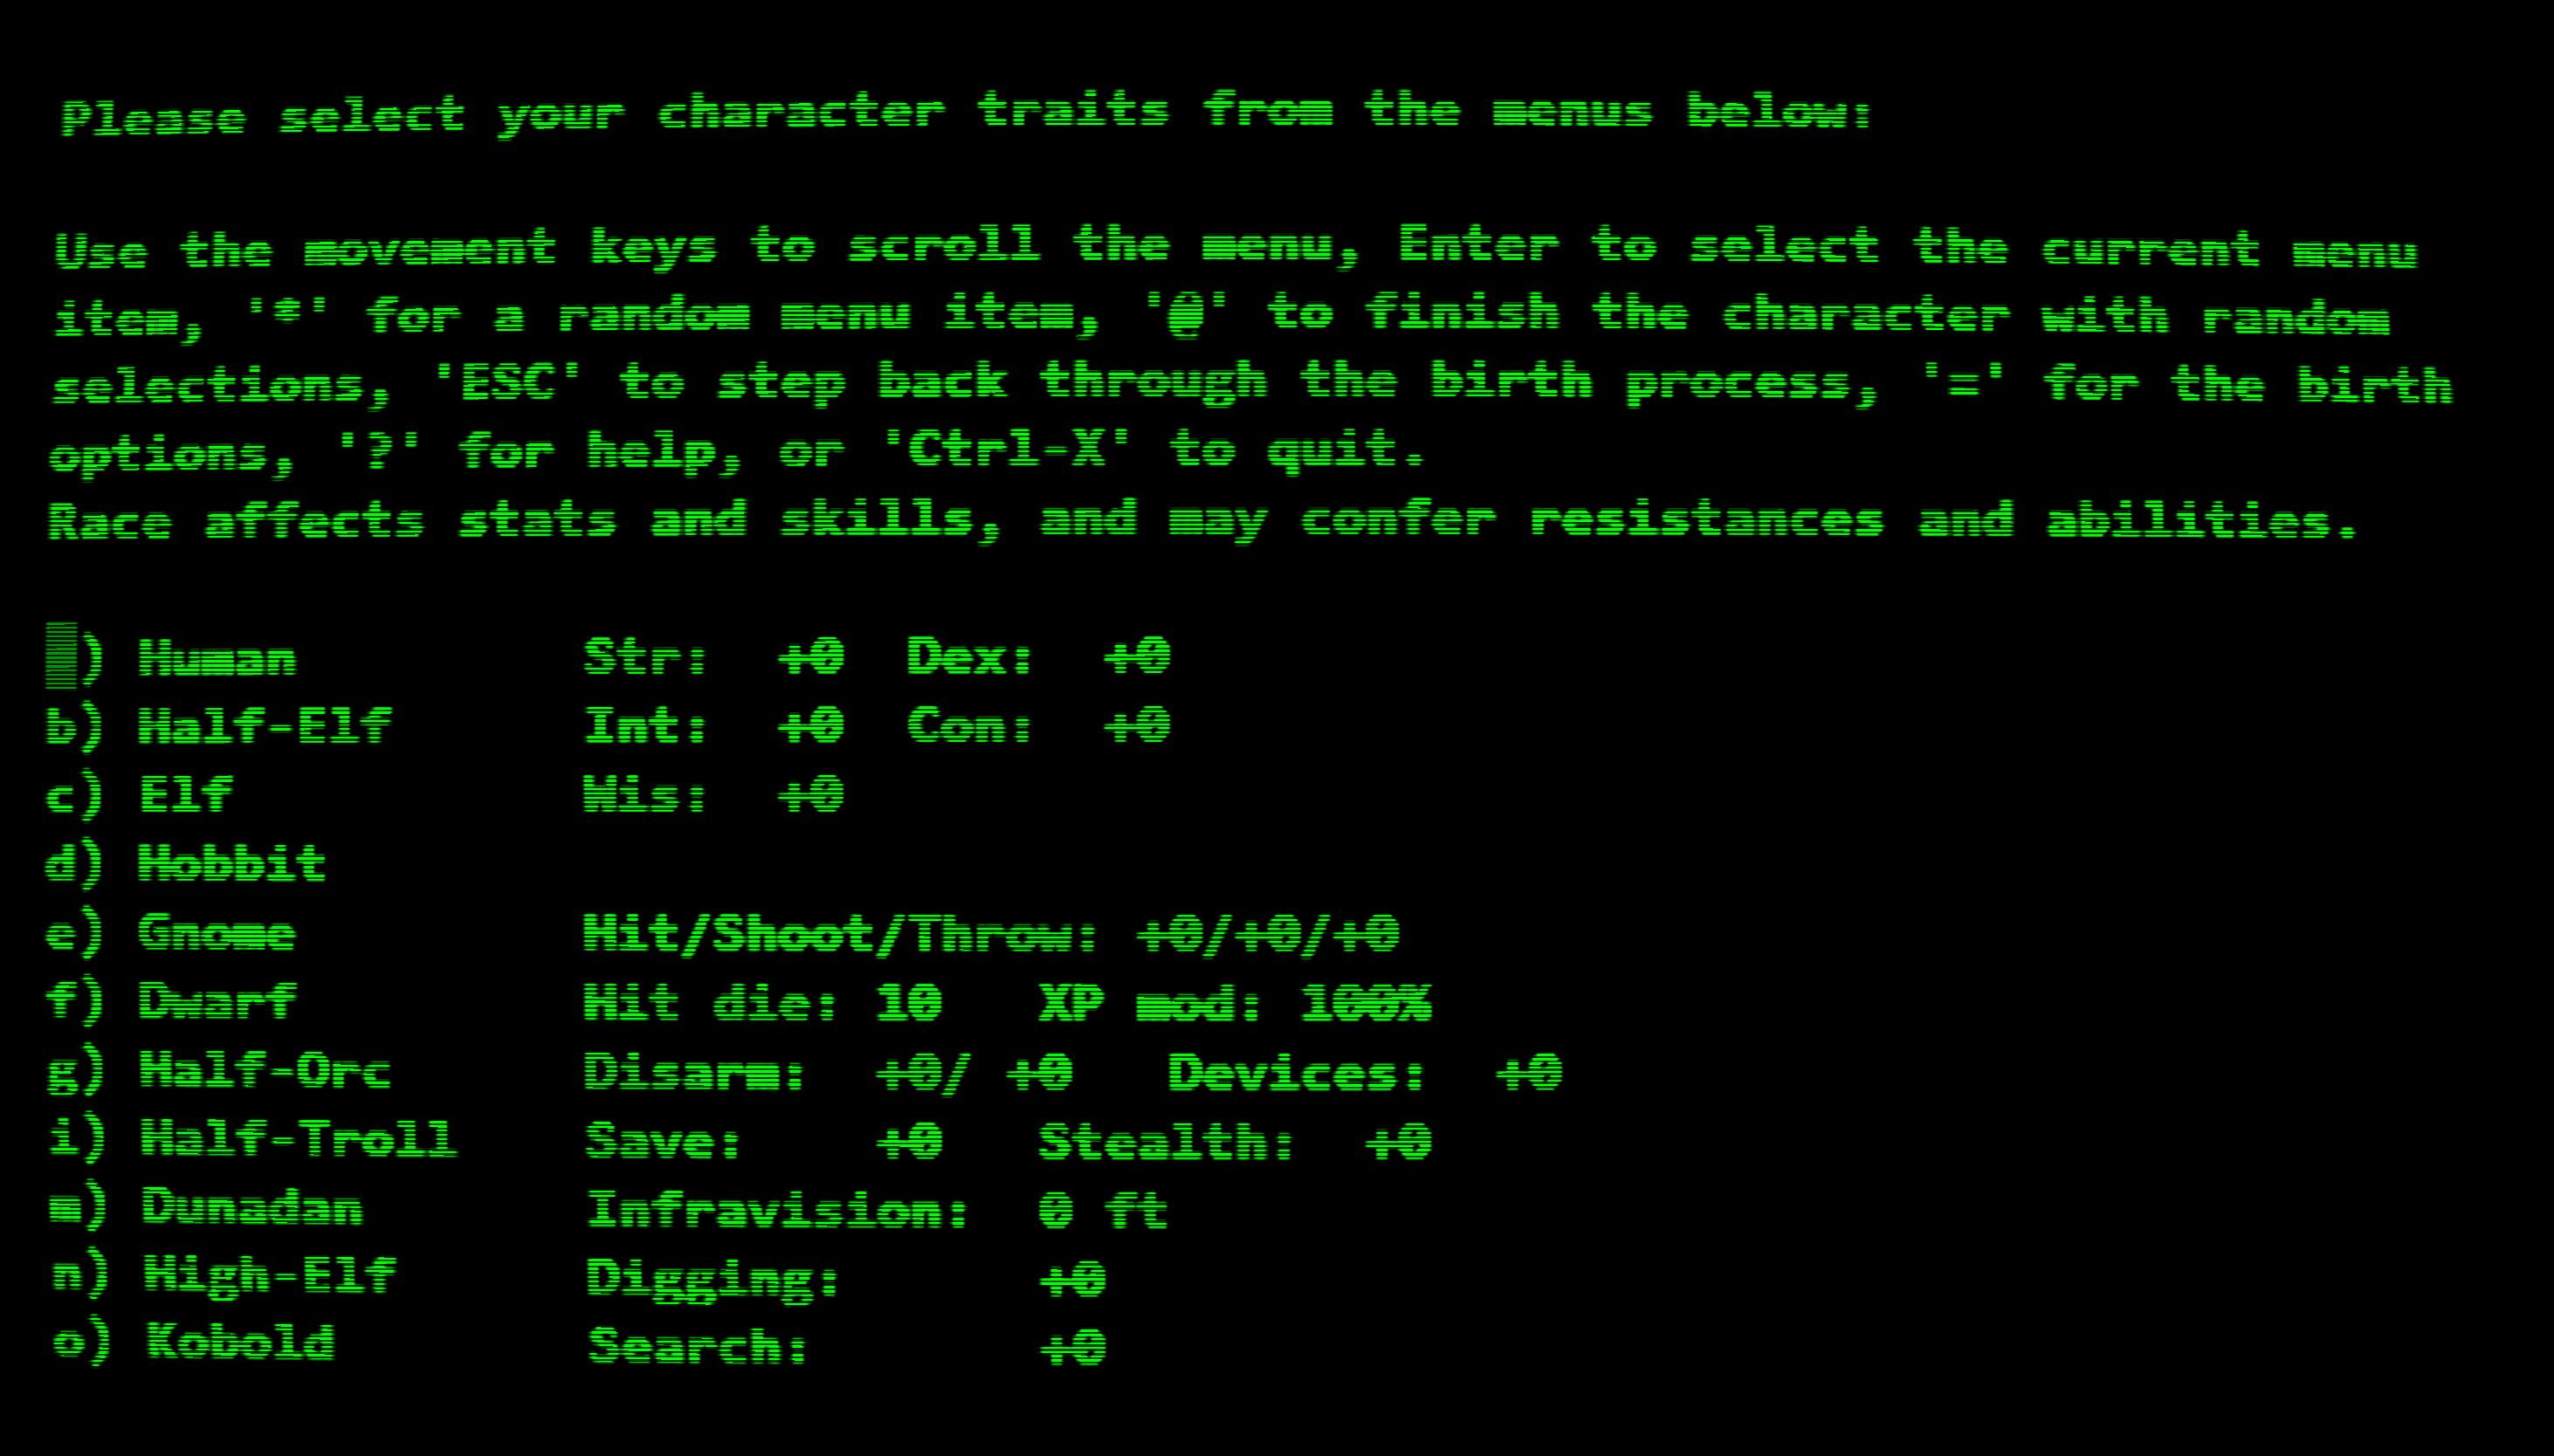 Please select your character traits from the menus below:
Use the movement keys to scroll the menu, Enter to select the current menu
item, '*' for a random menu item, '@' to finish the character with random
selections, 'ESC' to step back through the birth process, '=' for the birth
options, '?' for help, or 'Ctrl-X' to quit.
Race affects stats and skills, and may confer resistances and abilities.
) Human          Str:  +0  Dex:  +0
b) Half-Elf      Int:  +0  Con:  +0
c) Elf           Wis:  +0
d) Hobbit
e) Gnome         Hit/Shoot/Throw: +0/+0/+0
f) Dwarf         Hit die: 10   XP mod: 100%
g) Half-Orc      Disarm:  +0/ +0   Devices:  +0
i) Half-Troll    Save:    +0   Stealth:  +0
m) Dunadan       Infravision:  0 ft
n) High-Elf      Digging:      +0
o) Kobold        Search:       +0